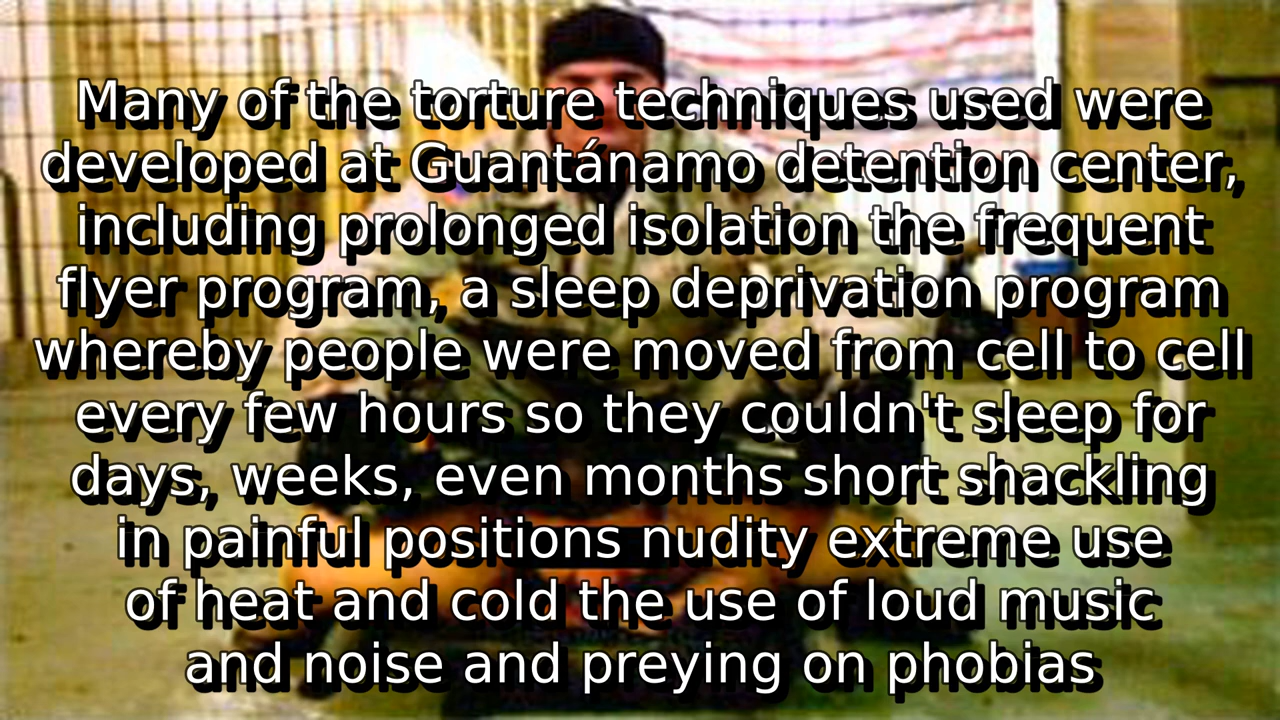 Many of the torture techniques used were
developed at Guantánamo detention center,
including prolonged isolation the frequent
flyer program, a sleep deprivation program
whereby people were moved from cell to cell
every few hours so they couldn't sleep for
days, weeks, even months short shackling
in painful positions nudity extreme use
of heat and cold the use of loud music
and noise and preying on phobias